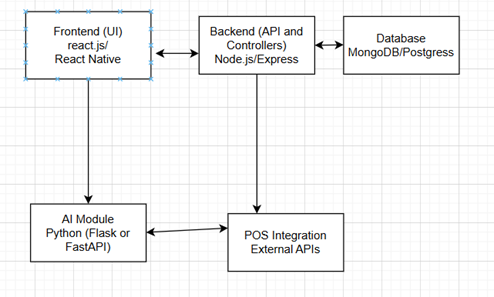 Frontend (UI)
react.js/
React Native
Backend (API and
Controllers)
Node.js/Express
Database
MongoDB/Postgress
AI Module
Python (Flask or
FastAPI)
POS Integration
External APIs